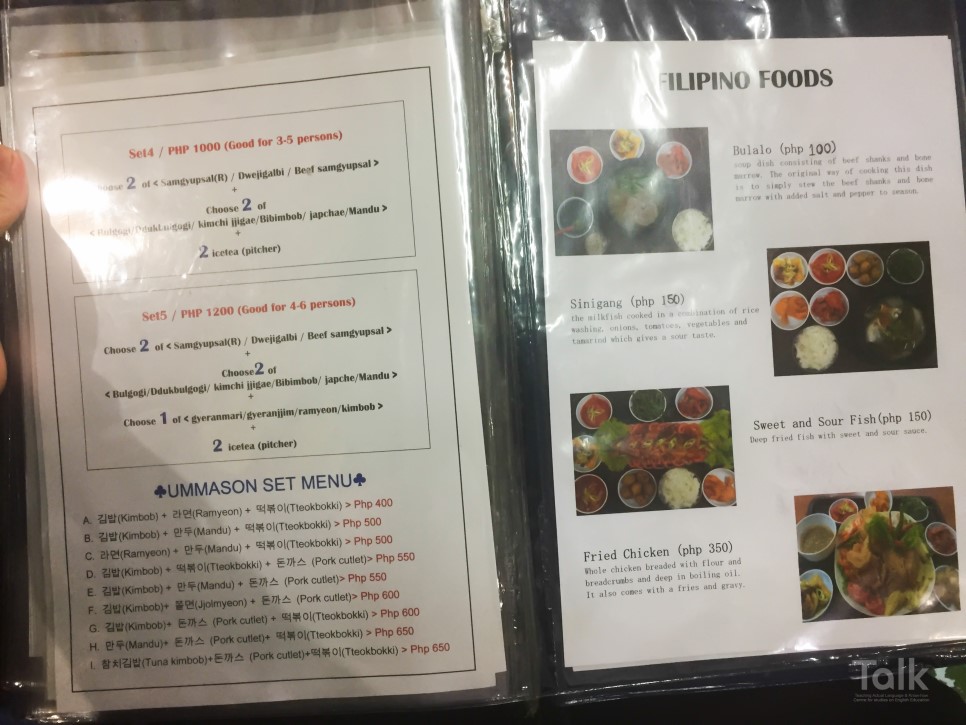 Set4 / PHP 1000 (Good for 3-5 persons)
2 of < Samgyupsal(R) / Dwejigalbi / Beef samgyupsal >
+
Choose 2 of
< Bulgogi/Ddukbulgogi/ kimchi jjigae/Bibimbob/ japchae/Mandu >
+
2 icetea (pitcher)
Set5 / PHP 1200 (Good for 4-6 persons)
Choose 2 of < Samgyupsal(R) / Dwejigalbi / Beef samgyupsal >
+
Choose2 of
< Bulgogi/Ddukbulgogi/ kimchi jjigae/Bibimbob/ japche/Mandu >
+
Choose 1 of < gyeranmari/gyeranjjim/ramyeon/kimbob >
+
2 icetea (pitcher)
♣UMMASON SET MENU♣
A. 김밥(Kimbob) + 라면(Ramyeon) + 떡볶이(Tteokbokki) > Php 400
B. 김밥(Kimbob) + 만두(Mandu) + 떡볶이(Tteokbokki) > Php 500
C. 라면(Ramyeon) + 만두(Mandu) + 떡볶이(Tteokbokki) > Php 500
D. 김밥(Kimbob) + 떡볶이(Tteokbokki) + 돈까스 (Pork cutlet)> Php 550
E. 김밥(Kimbob) + 만두(Mandu) + 돈까스 (Pork cutlet)> Php 550
F. 김밥(Kimbob)+ 쫄면(Jjolmyeon) + 돈까스 (Pork cutlet)> Php 600
G. 김밥(Kimbob)+ 돈까스 (Pork cutlet) + 떡볶이(Tteokbokki) > Php 600
H. 만두(Mandu)+ 돈까스 (Pork cutlet)+ 떡볶이(Tteokbokki) > Php 650
I. 참치김밥(Tuna kimbob)+돈까스 (Pork cutlet)+떡볶이(Tteokbokki) > Php 650
FILIPINO FOODS
Bulalo (php 100)
soup dish consisting of beef shanks and bone
marrow. The original way of cooking this dish
is to simply stew the beef shanks and bone
marrow with added salt and pepper to season.
Sinigang (php 150)
the milkfish cooked in a combination of rice
washing, onions, tomatoes, vegetables and
tamarind which gives a sour taste.
Sweet and Sour Fish(php 150)
Deep fried fish with sweet and sour sauce.
Fried Chicken (php 350)
Whole chicken breaded with flour and
breadcrumbs and deep in boiling oil.
It also comes with a fries and gravy.
Talk